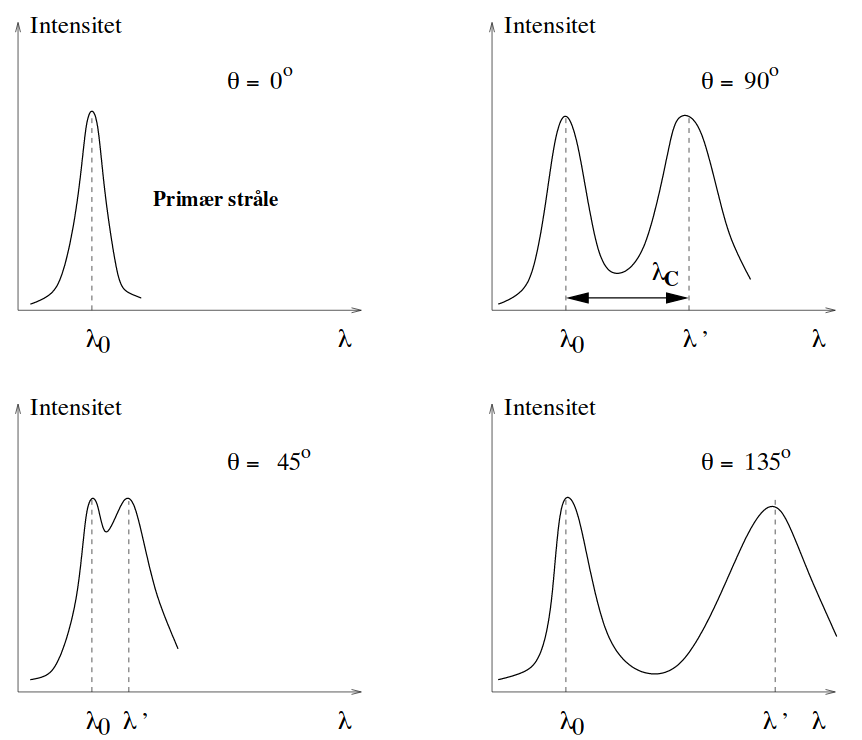 Intensitet
θ = 0°
Primær stråle
λ0 λ
Intensitet
θ = 90°
λC
λ0 λ’ λ
Intensitet
θ = 45°
λ0 λ’ λ
Intensitet
θ = 135°
λ0 λ’ λ